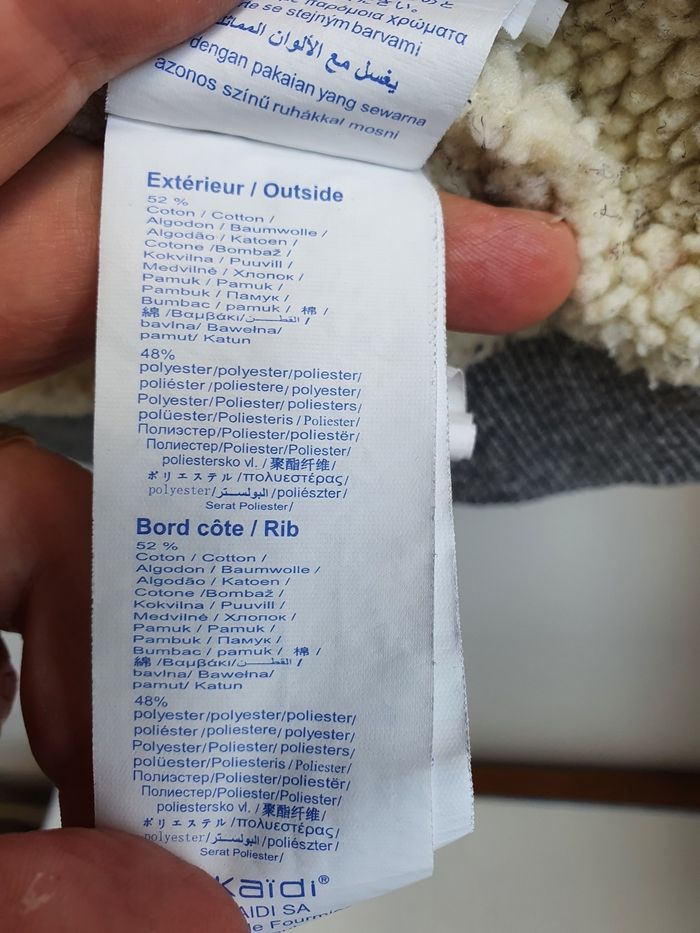 παρόμοια χρώματα
se stejným barvami
يغسل مع الألوان
dengan pakaian yang sewarna
azonos színű ruhákkal mosni
Extérieur / Outside
52 %
Coton / Cotton /
Algodon / Baumwolle /
Algodão / Katoen /
Cotone /Bombaž /
Kokvilna / Puuvill /
Medvilnė / Хлопок /
Pamuk / Pamuk /
Pambuk / Памук /
Bumbac / pamuk / 棉 /
綿 /Βαμβάκι/القطن /
bavlna/ Bawełna/
pamut/ Katun
48%
polyester/polyester/poliester/
poliéster/poliestere/polyester/
Polyester/Poliester/poliesters/
polüester/Poliesteris/Poliester/
Полиэстер/Poliester/poliestër/
Полиестер/Poliester/Poliester/
poliestersko vl. /聚酯纤维/
ポリエステル/πολυεστέρας/
polyester/البولستر/poliészter/
Serat Poliester/
Bord côte / Rib
52 %
Coton / Cotton /
Algodon / Baumwolle /
Algodão / Katoen /
Cotone /Bombaž /
Kokvilna / Puuvill /
Medvilnė / Хлопок /
Pamuk / Pamuk /
Pambuk / Памук /
Bumbac / pamuk / 棉 /
綿 /Βαμβάκι/القطن /
bavlna/ Bawełna/
pamut/ Katun
48%
polyester/polyester/poliester/
poliéster/poliestere/polyester/
Polyester/Poliester/poliesters/
polüester/Poliesteris/Poliester/
Полиэстер/Poliester/poliestër/
Полиестер/Poliester/Poliester/
poliestersko vl. /聚酯纤维/
ポリエステル/πολυεστέρας/
polyester/البولستر/poliészter/
Serat Poliester/
kaïdi®
AIDI SA